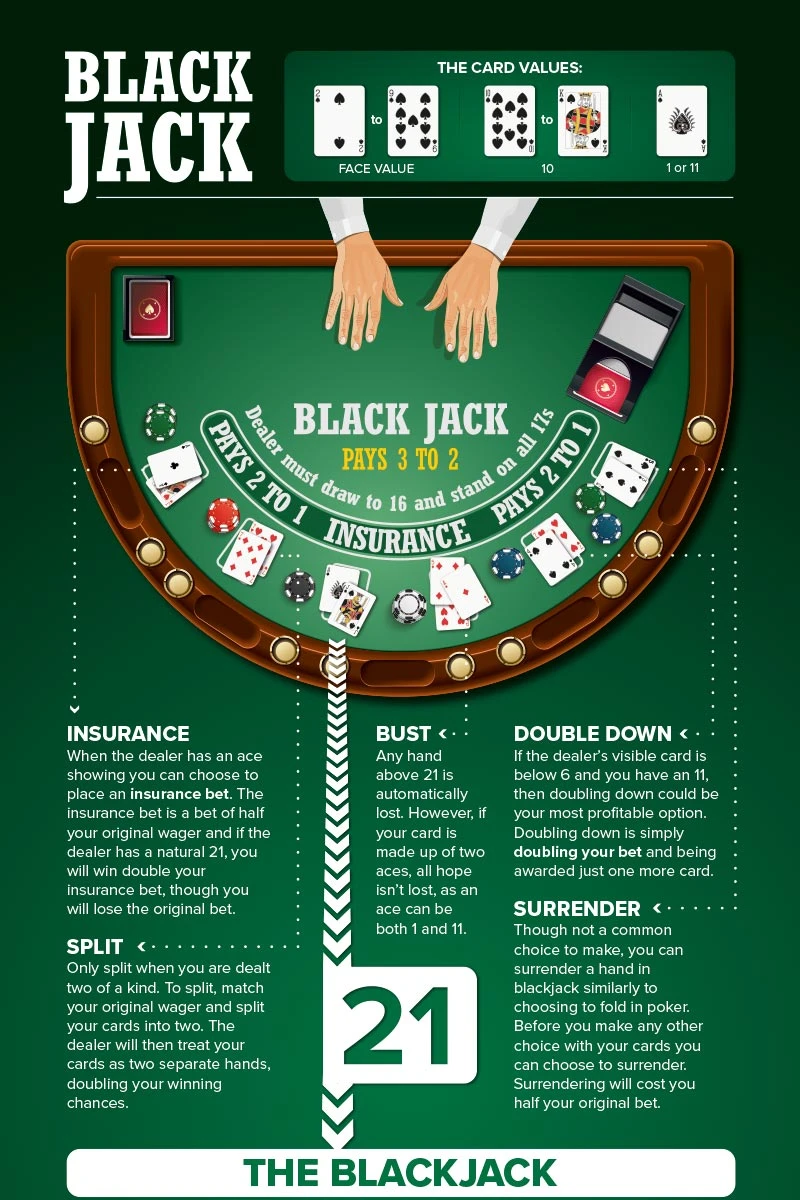 BLACK
JACK
THE CARD VALUES:
2
2
to
9
9
10
10
to
K
K
A
A
FACE VALUE
10
1 or 11
BLACK JACK
PAYS 3 TO 2
Dealer must draw to 16 and stand on all 17s
PAYS 2 TO 1 INSURANCE PAYS 2 TO 1
INSURANCE
When the dealer has an ace
showing you can choose to
place an insurance bet. The
insurance bet is a bet of half
your original wager and if the
dealer has a natural 21, you
will win double your
insurance bet, though you
will lose the original bet.
SPLIT
Only split when you are dealt
two of a kind. To split, match
your original wager and split
your cards into two. The
dealer will then treat your
cards as two separate hands,
doubling your winning
chances.
BUST
Any hand
above 21 is
automatically
lost. However, if
your card is
made up of two
aces, all hope
isn't lost, as an
ace can be
both 1 and 11.
21
DOUBLE DOWN
If the dealer's visible card is
below 6 and you have an 11,
then doubling down could be
your most profitable option.
Doubling down is simply
doubling your bet and being
awarded just one more card.
SURRENDER
Though not a common
choice to make, you can
surrender a hand in
blackjack similarly to
choosing to fold in poker.
Before you make any other
choice with your cards you
can choose to surrender.
Surrendering will cost you
half your original bet.
THE BLACKJACK